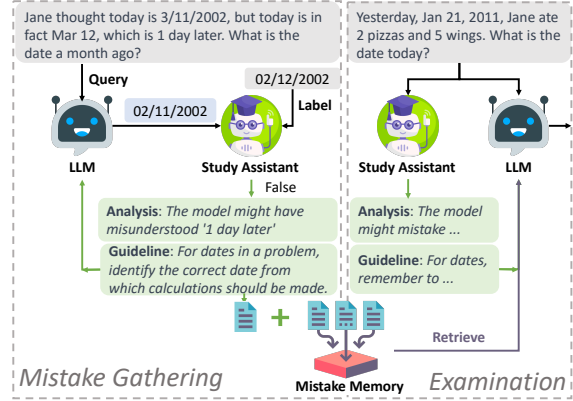 Jane thought today is 3/11/2002, but today is in
fact Mar 12, which is 1 day later. What is the
date a month ago?
Query
02/11/2002
02/12/2002
Label
LLM
Study Assistant
False
Analysis: The model might have
misunderstood '1 day later'
Guideline: For dates in a problem,
identify the correct date from
which calculations should be made.
+
Mistake Memory
Mistake Gathering
Yesterday, Jan 21, 2011, Jane ate
2 pizzas and 5 wings. What is the
date today?
Study Assistant
LLM
Analysis: The model
might mistake ...
Guideline: For dates,
remember to ...
Retrieve
Examination